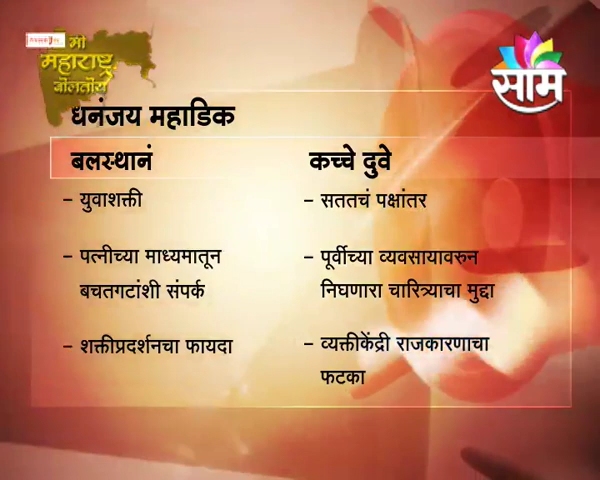 मी
महाराष्ट्र
बोलतोय
साम
धनंजय महाडिक
बलस्थानं
कच्चे दुवे
– युवाशक्ती
– सततचं पक्षांतर
– पत्नीच्या माध्यमातून
बचतगटांशी संपर्क
– पूर्वीच्या व्यवसायावरुन
निघणारा चारित्र्याचा मुद्दा
– शक्तीप्रदर्शनचा फायदा
– व्यक्तीकेंद्री राजकारणाचा
फटका